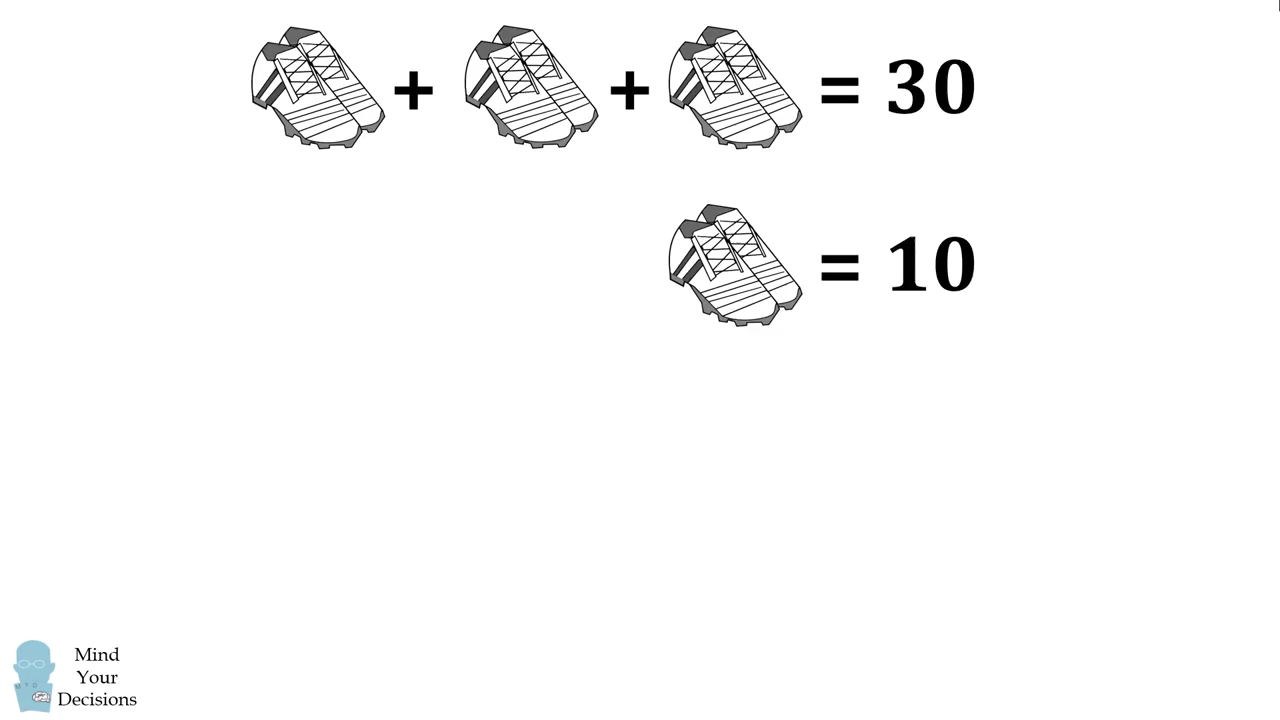 + + = 30
= 10
Mind
Your
Decisions